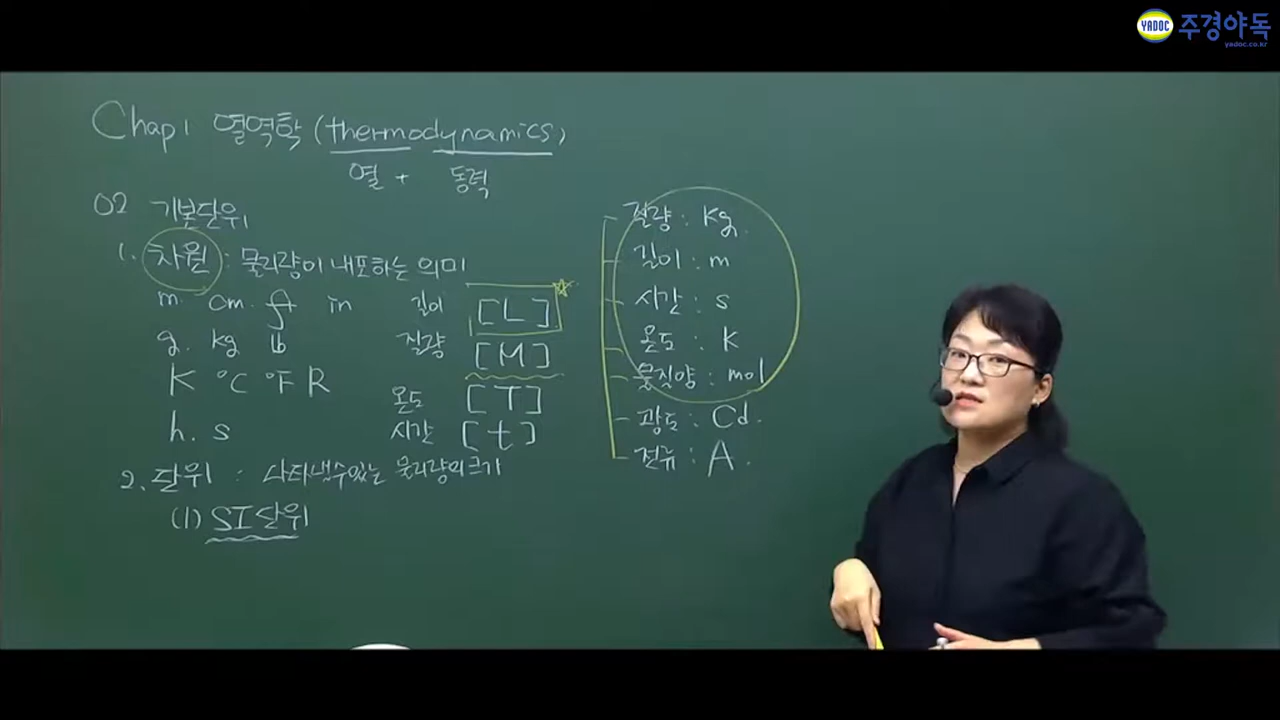 YADOC 주경야독
yadoc.co.kr
Chap 1 열역학 (thermodynamics)
열 + 동력
02 기본단위
1. 차원 : 물리량이 내포하는 의미
m. cm. ft in 길이 [L]
g. kg lb 질량 [M]
K ℃ ℉ R 온도 [T]
h. s 시간 [t]
2. 단위 : 나타낼수있는 물리량의 크기
(1) SI단위
질량 : kg.
길이 : m
시간 : s
온도 : K
물질양 : mol
광도 : Cd.
전류 : A.